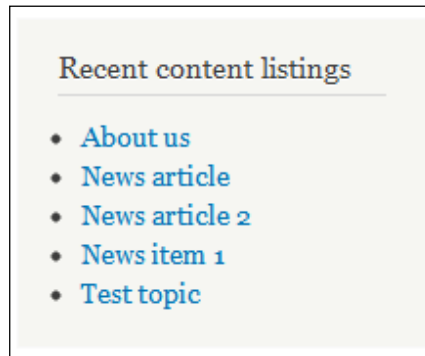 Recent content listings
About us
News article
News article 2
News item 1
Test topic